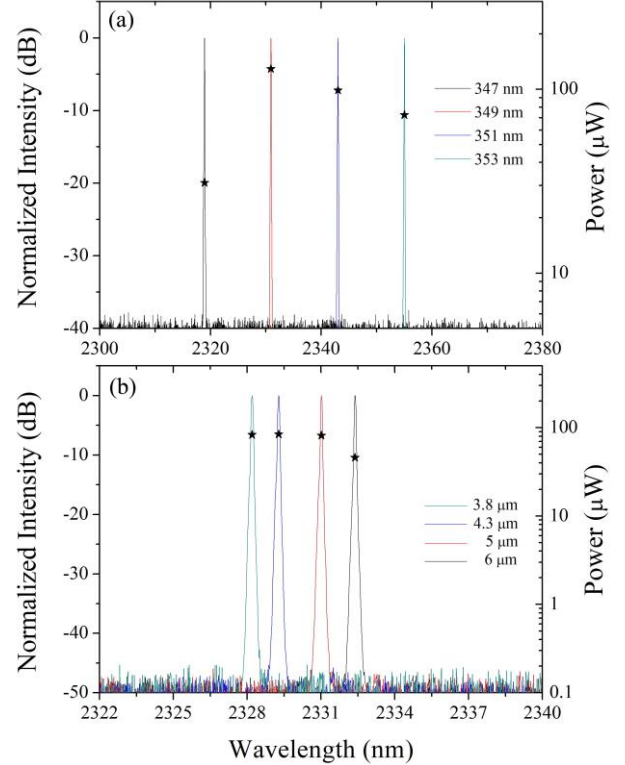 (a)
Normalized Intensity (dB)
0
-10
-20
-30
-40
Power (μW)
100
10
347 nm
349 nm
351 nm
353 nm
2300 2320 2340 2360 2380
(b)
Normalized Intensity (dB)
0
-10
-20
-30
-40
-50
Power (μW)
100
10
1
0.1
3.8 μm
4.3 μm
5 μm
6 μm
2322 2325 2328 2331 2334 2337 2340
Wavelength (nm)